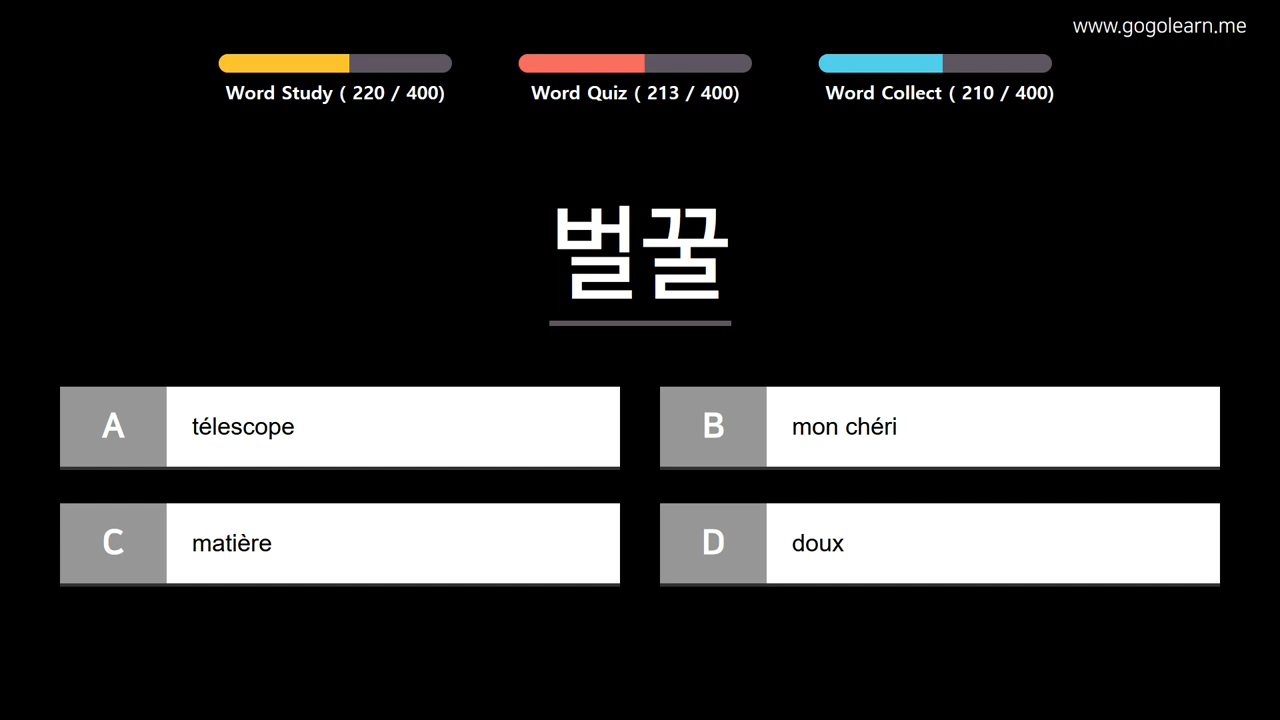 www.gogolearn.me
Word Study ( 220 / 400)
Word Quiz ( 213 / 400)
Word Collect ( 210 / 400)
벌꿀
A télescope
B mon chéri
C matière
D doux